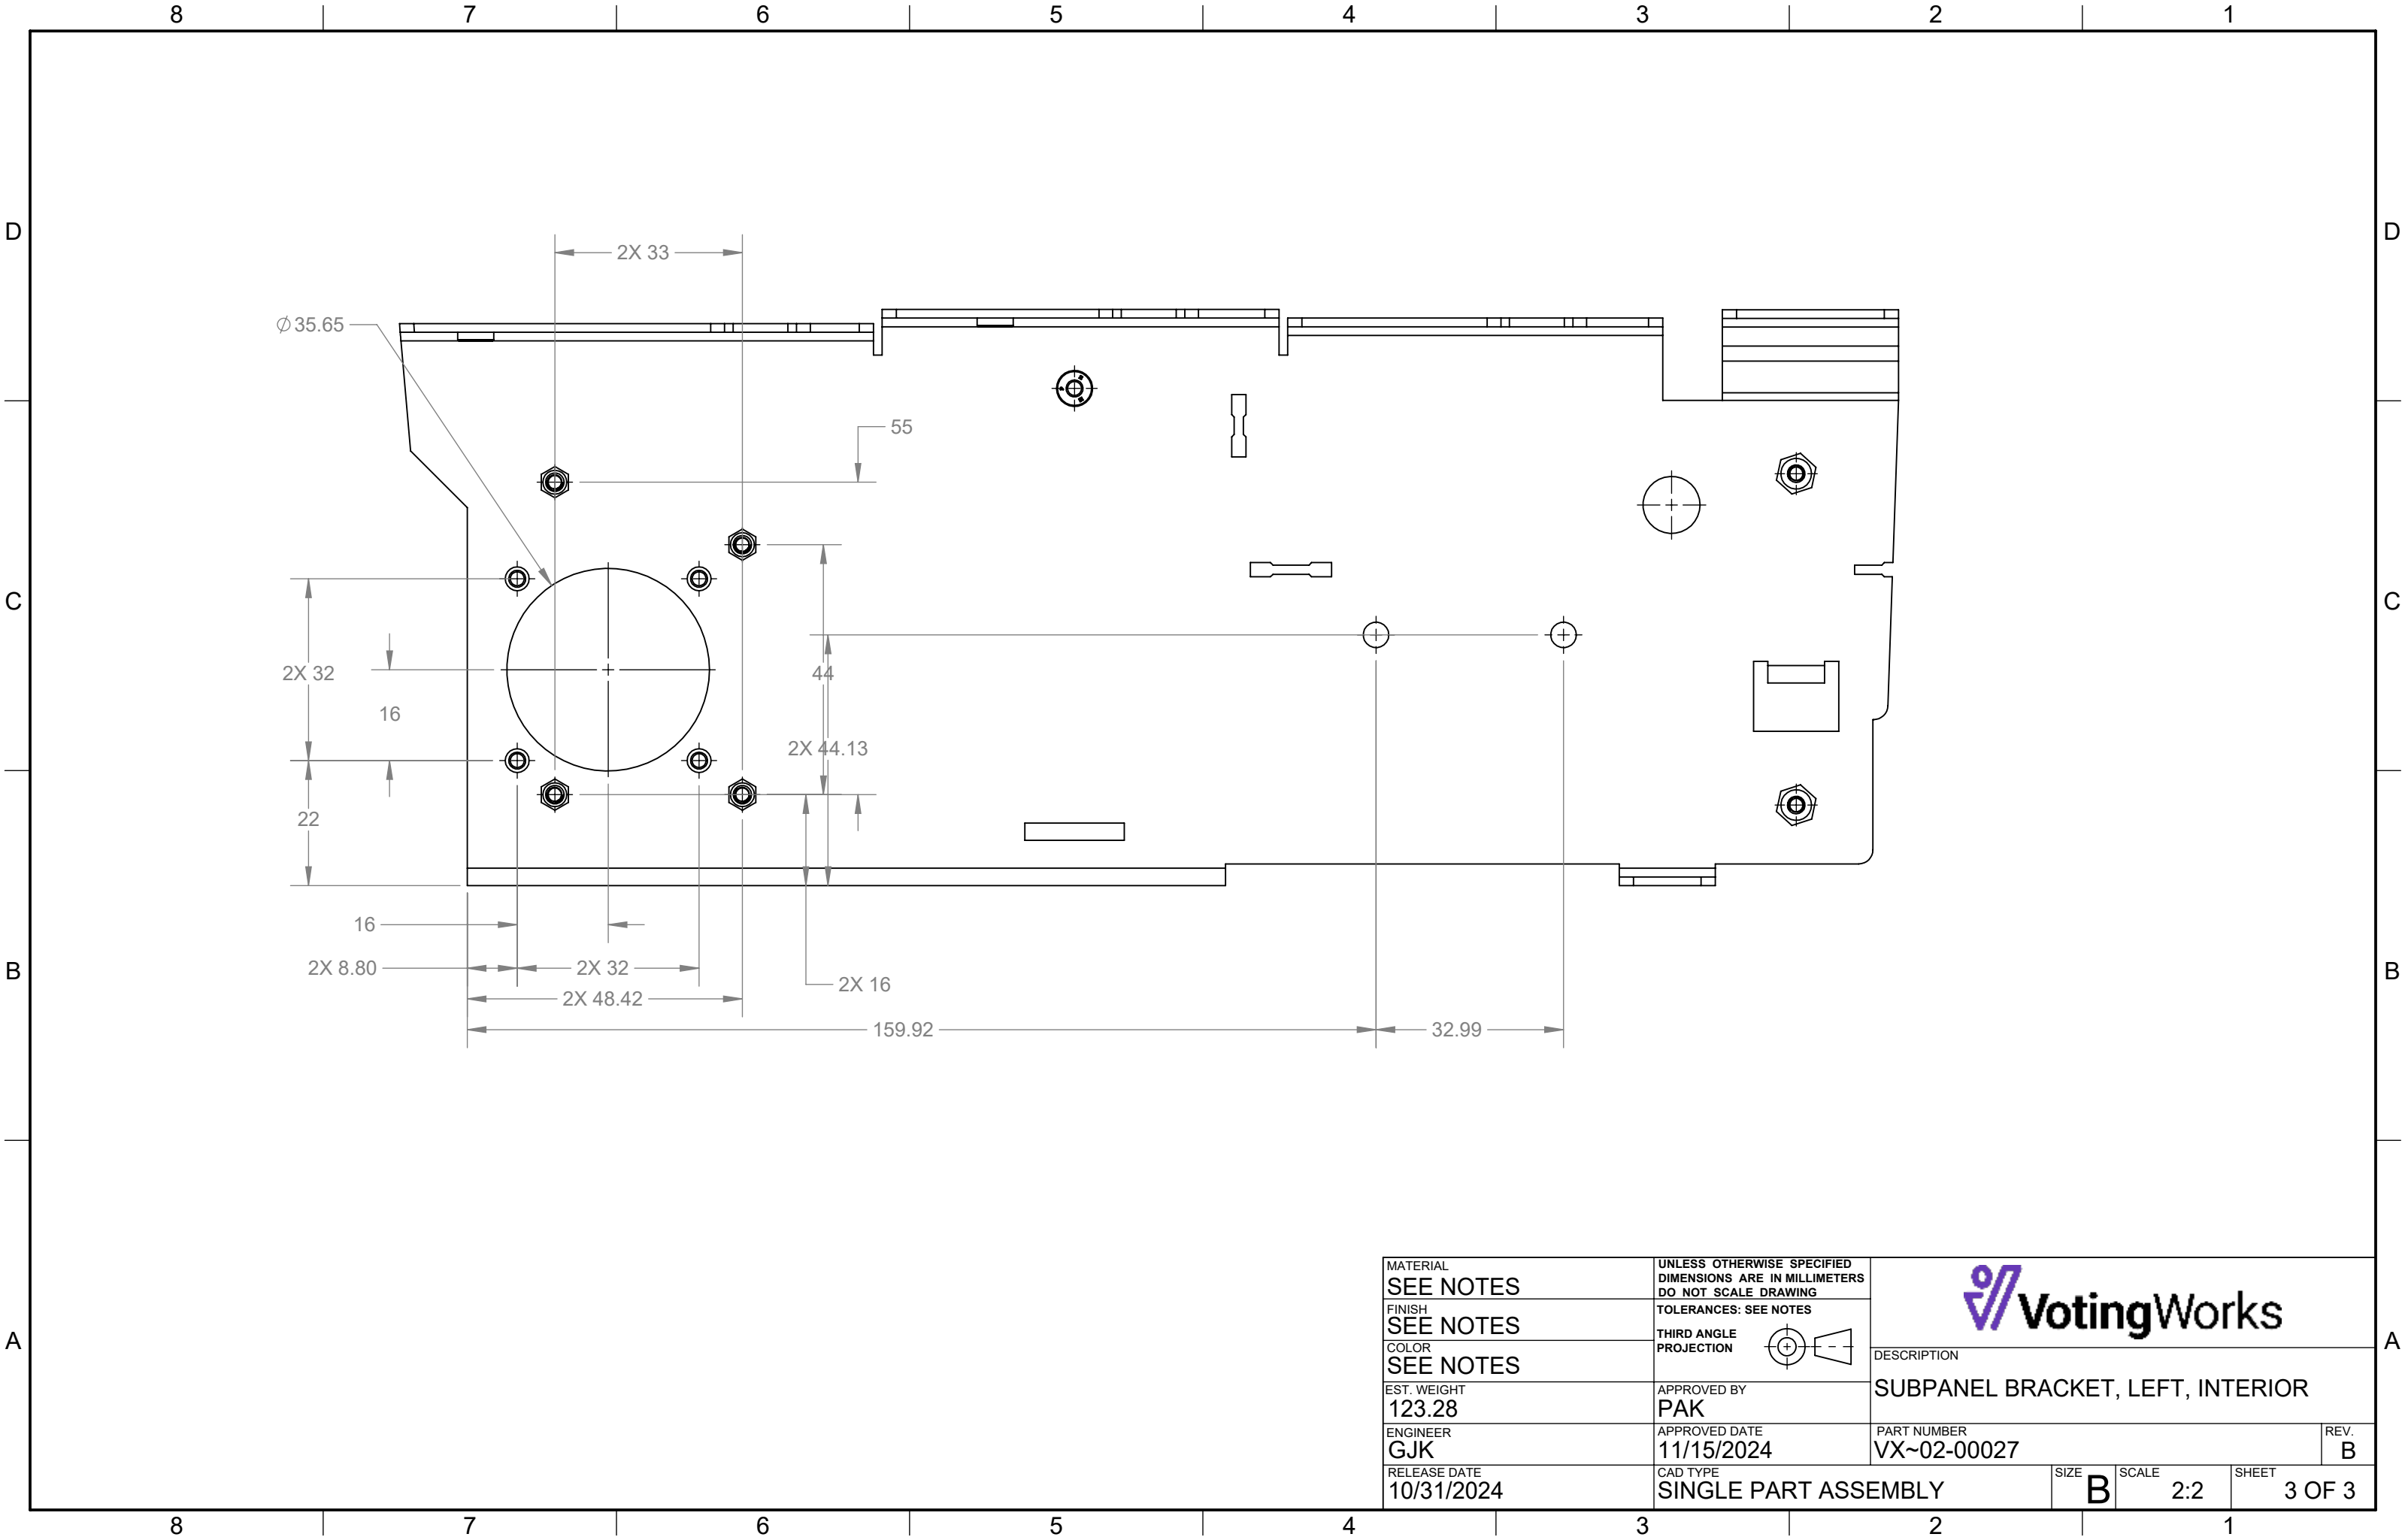 8 7 6 5 4 3 2 1
D D
2X 33
⌀35.65
55
C C
2X 32
44
16
2X 44.13
22
16
B B
2X 8.80
2X 32
2X 16
2X 48.42
159.92
32.99
A A
MATERIAL
SEE NOTES
FINISH
SEE NOTES
COLOR
SEE NOTES
EST. WEIGHT
123.28
ENGINEER
GJK
RELEASE DATE
10/31/2024
UNLESS OTHERWISE SPECIFIED
DIMENSIONS ARE IN MILLIMETERS
DO NOT SCALE DRAWING
TOLERANCES: SEE NOTES
THIRD ANGLE
PROJECTION
APPROVED BY
PAK
APPROVED DATE
11/15/2024
CAD TYPE
SINGLE PART ASSEMBLY
VotingWorks
DESCRIPTION
SUBPANEL BRACKET, LEFT, INTERIOR
PART NUMBER
VX~02-00027
REV.
B
SIZE
B
SCALE
2:2
SHEET
3 OF 3
8 7 6 5 4 3 2 1